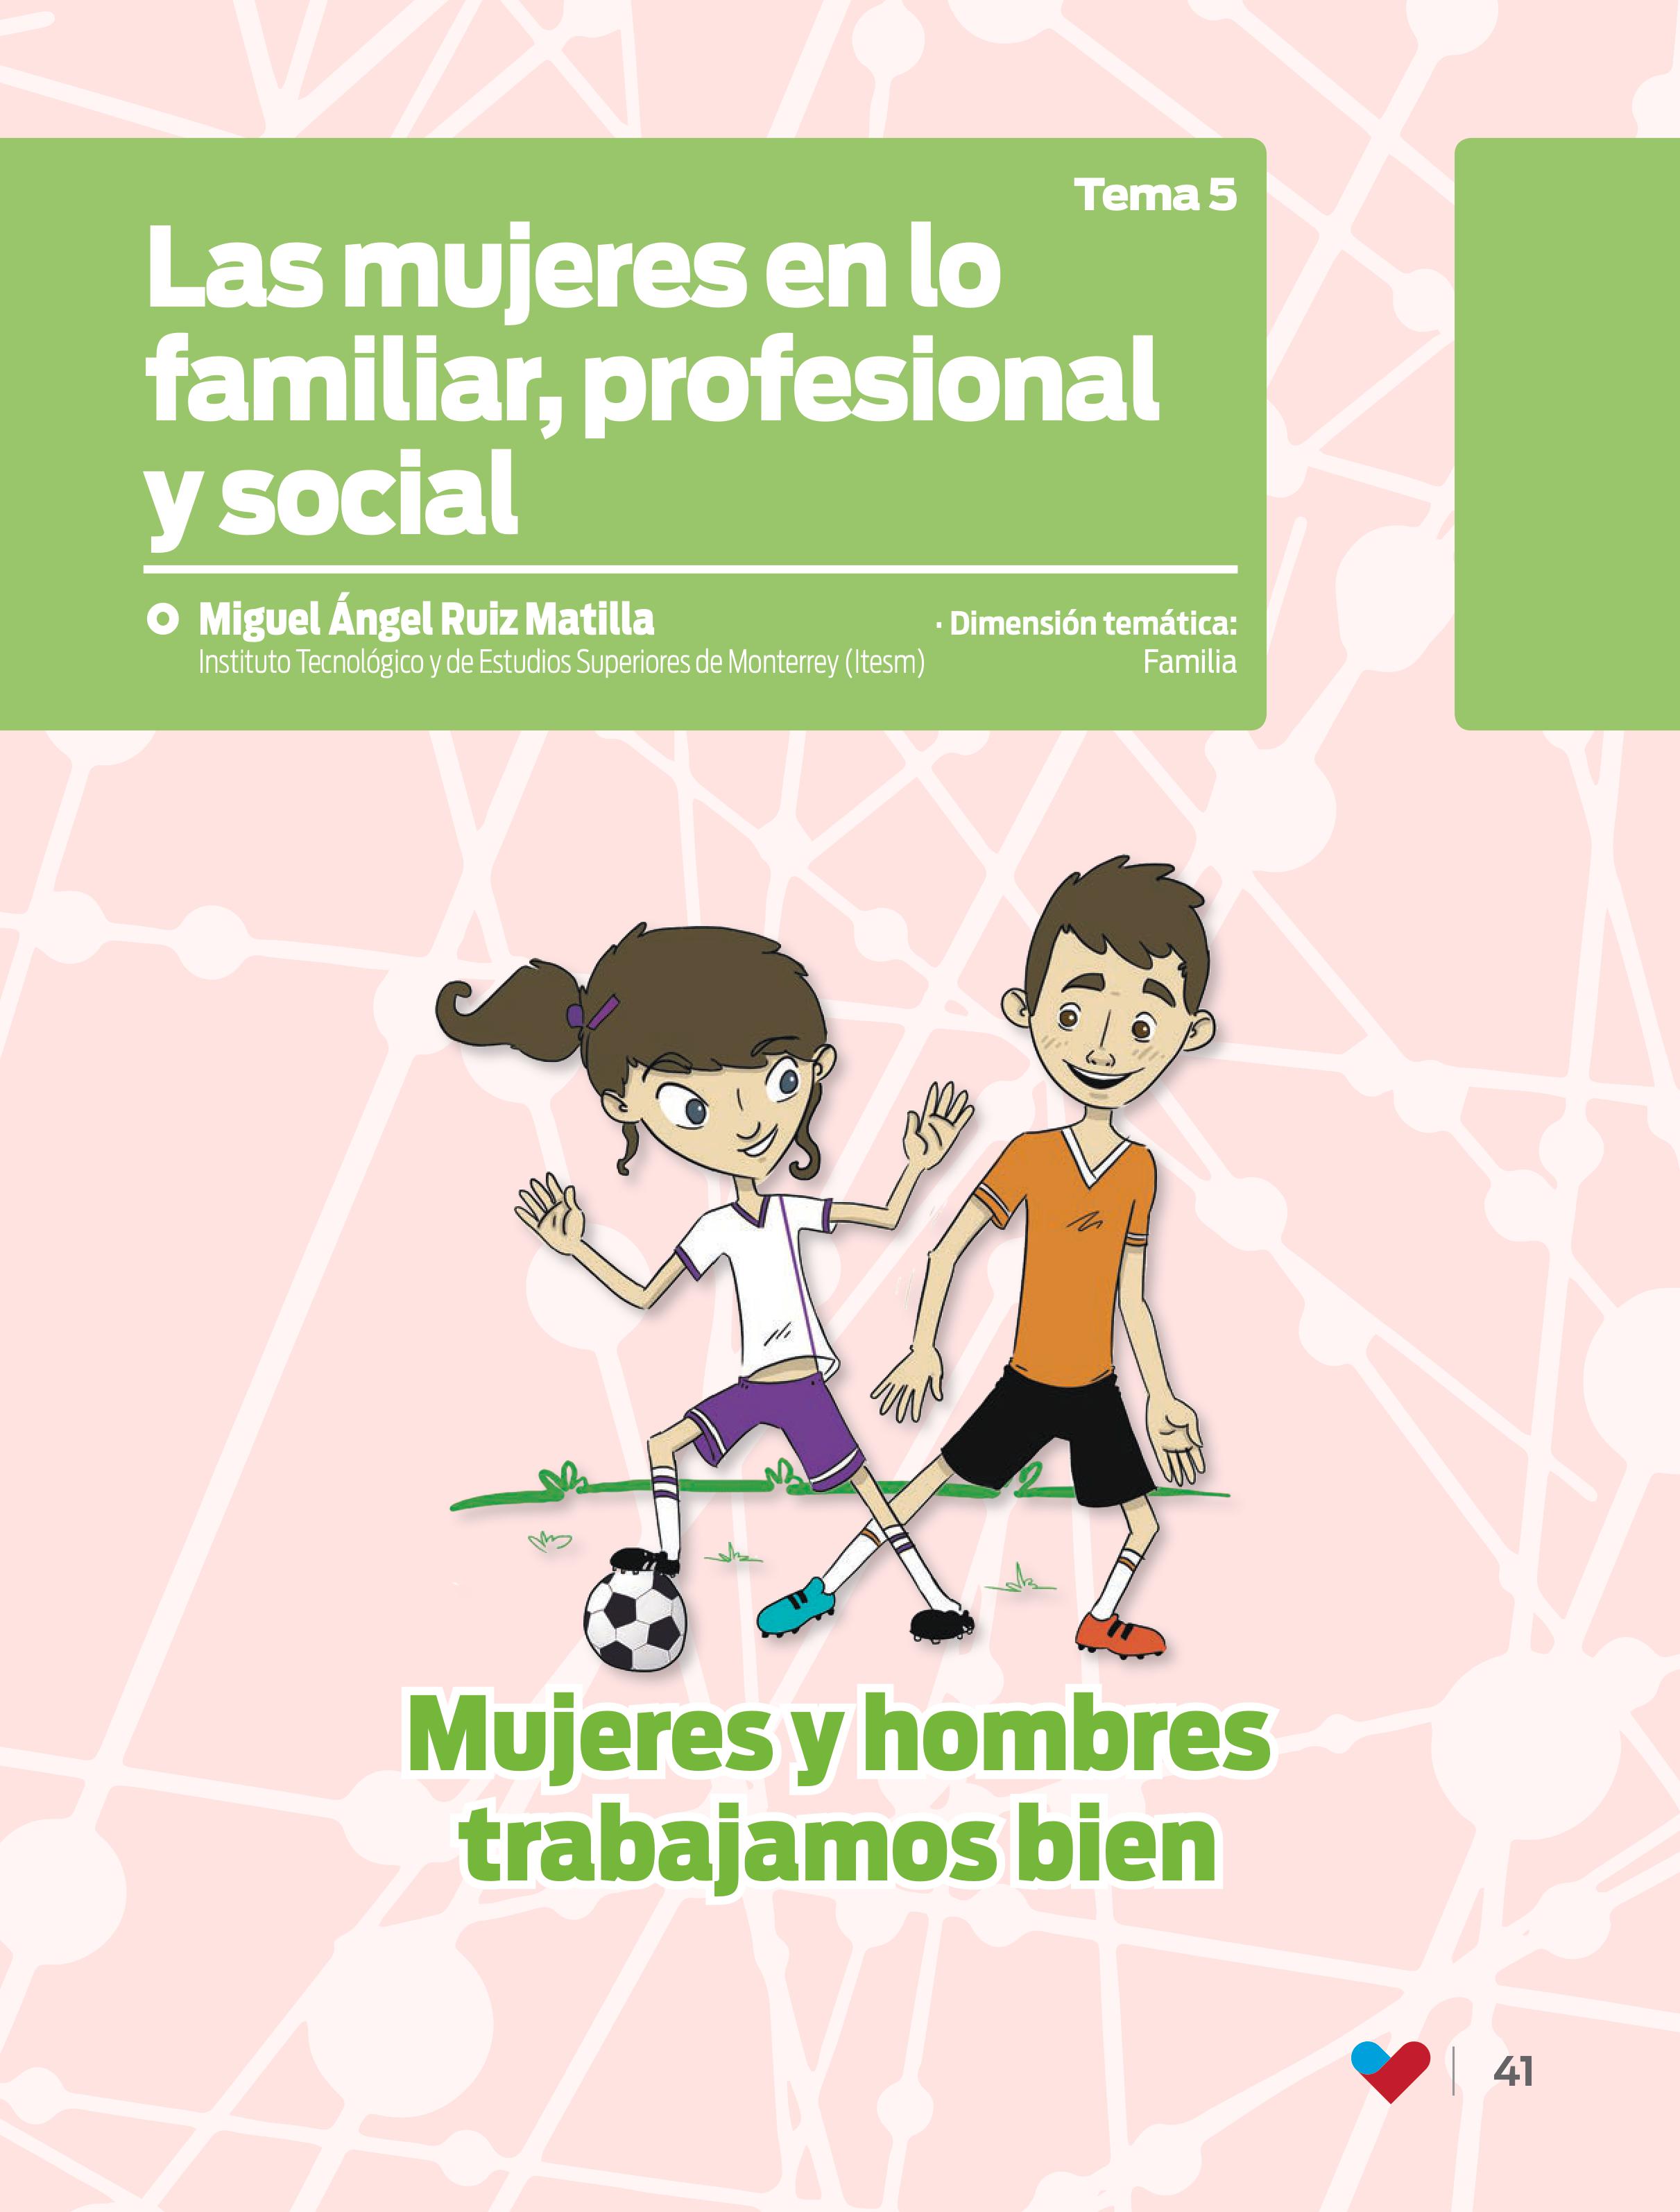 Tema 5
Las mujeres en lo
familiar, profesional
y social
Miguel Ángel Ruiz Matilla
Instituto Tecnológico y de Estudios Superiores de Monterrey (Itesm)
· Dimensión temática:
Familia
Mujeres y hombres
trabajamos bien
41